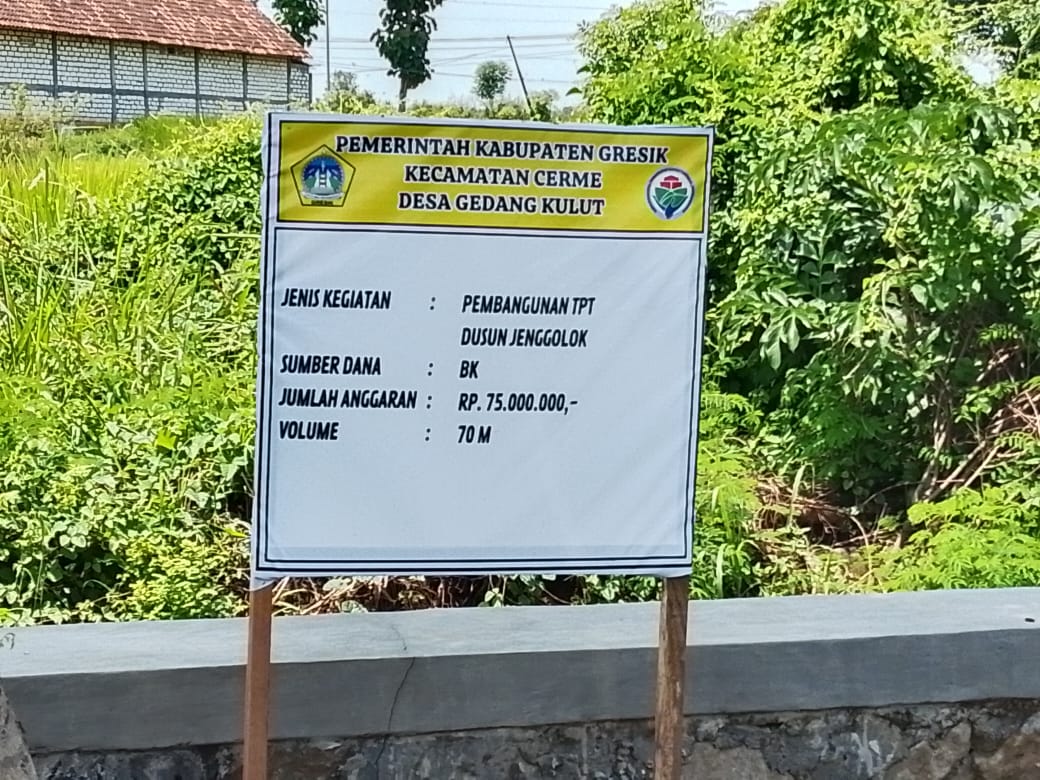 PEMERINTAH KABUPATEN GRESIK
KECAMATAN CERME
DESA GEDANG KULUT
JENIS KEGIATAN : PEMBANGUNAN TPT
DUSUN JENGGOLOK
SUMBER DANA : BK
JUMLAH ANGGARAN : RP. 75.000.000,-
VOLUME : 70 M